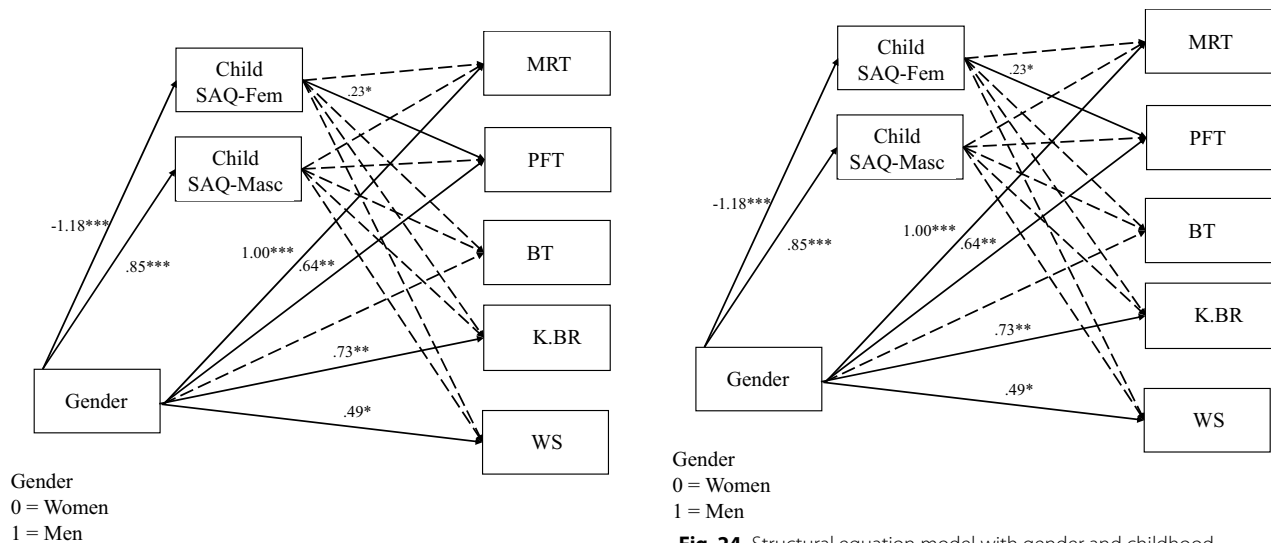 Child
SAQ-Fem
Child
SAQ-Masc
MRT
PFT
BT
K.BR
WS
.23*
-1.18***
.85***
1.00***
.64**
.73**
.49*
Gender
Gender
0 = Women
1 = Men
Child
SAQ-Fem
Child
SAQ-Masc
MRT
PFT
BT
K.BR
WS
.23*
-1.18***
.85***
1.00***
.64**
.73**
.49*
Gender
Gender
0 = Women
1 = Men
Fig. 24 Structural equation model with gender and childhood